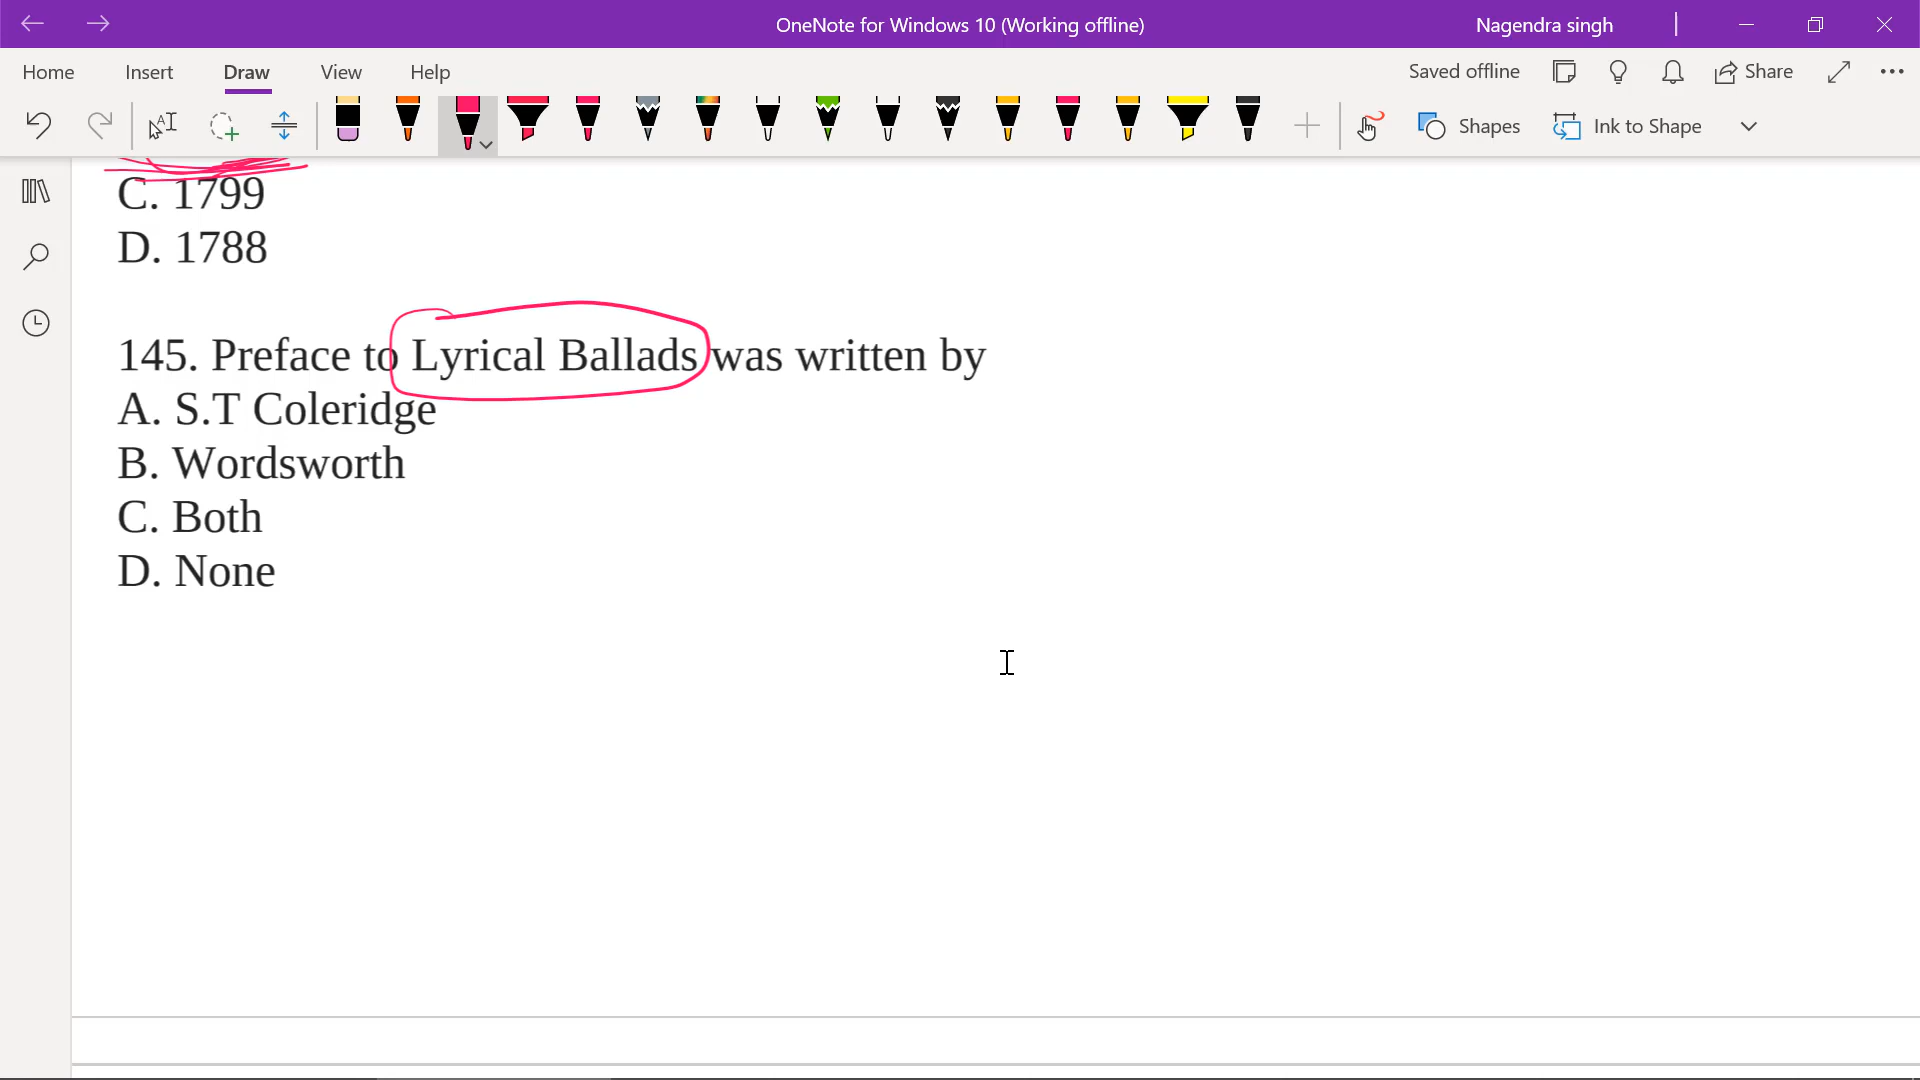 OneNote for Windows 10 (Working offline)
Nagendra singh
Home
Insert
Draw
View
Help
Saved offline
Share
Shapes
Ink to Shape
C. 1799
D. 1788
145. Preface to Lyrical Ballads was written by
A. S.T Coleridge
B. Wordsworth
C. Both
D. None